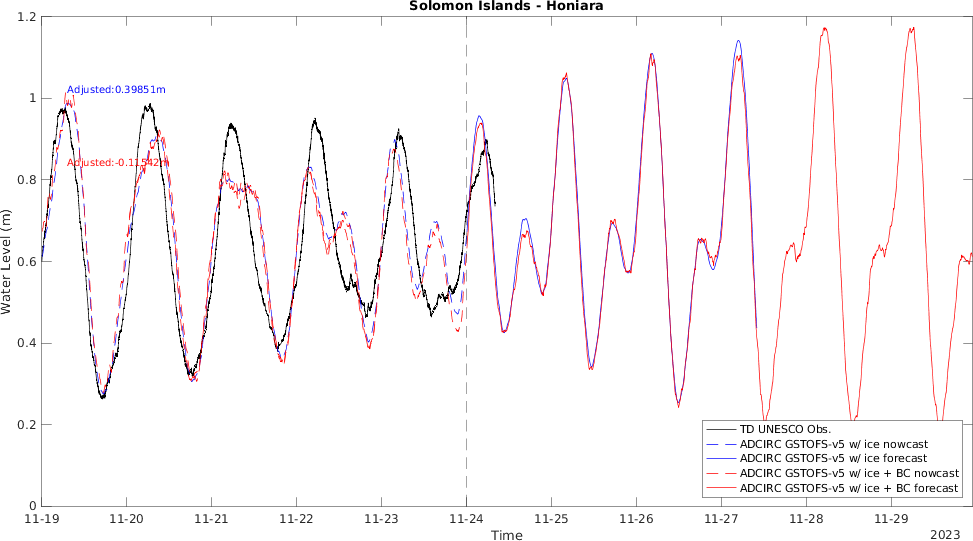 Solomon Islands - Honiara
1.2
1
0.8
0.6
0.4
0.2
0
Water Level (m)
Adjusted:0.39851m
Adjusted:-0.11542m
TD UNESCO Obs.
ADCIRC GSTOFS-v5 w/ ice nowcast
ADCIRC GSTOFS-v5 w/ ice forecast
ADCIRC GSTOFS-v5 w/ ice + BC nowcast
ADCIRC GSTOFS-v5 w/ ice + BC forecast
11-19 11-20 11-21 11-22 11-23 11-24 11-25 11-26 11-27 11-28 11-29
Time
2023